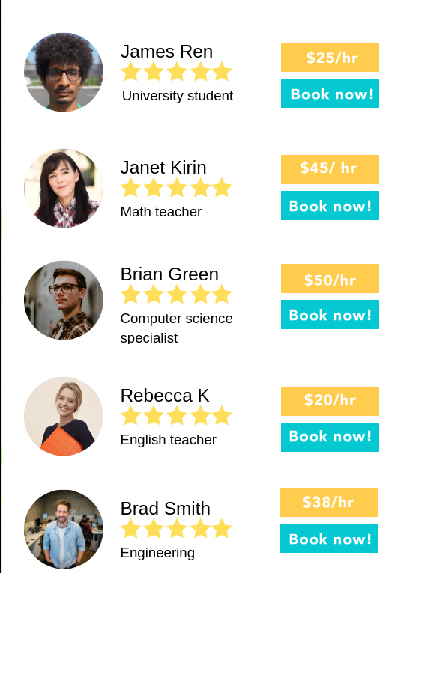 James Ren
$25/hr
University student
Book now!
Janet Kirin
$45/ hr
Math teacher
Book now!
Brian Green
$50/hr
Computer science
specialist
Book now!
Rebecca K
$20/hr
English teacher
Book now!
Brad Smith
$38/hr
Engineering
Book now!